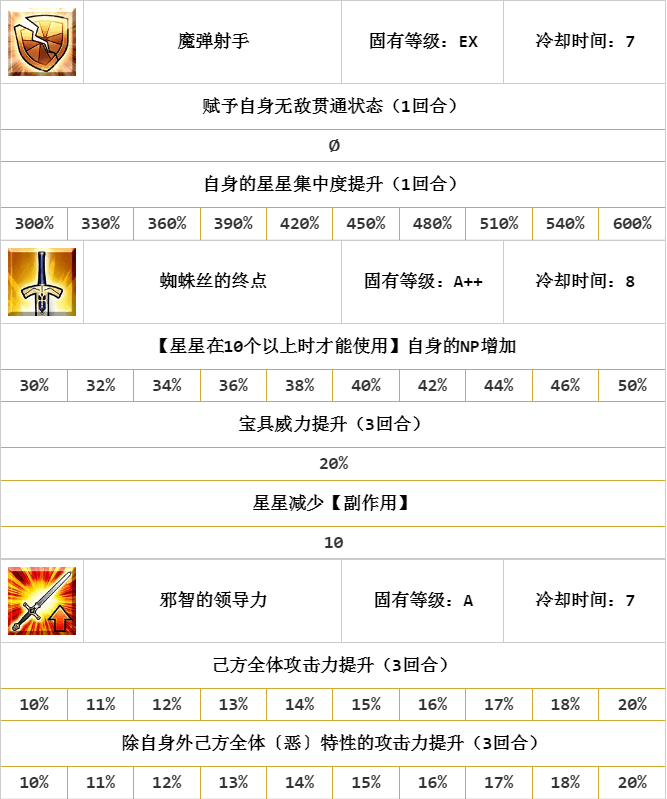 魔弹射手 固有等级：EX 冷却时间：7
赋予自身无敌贯通状态（1回合）
Ø
自身的星星集中度提升（1回合）
300% 330% 360% 390% 420% 450% 480% 510% 540% 600%
蜘蛛丝的终点 固有等级：A++ 冷却时间：8
【星星在10个以上时才能使用】自身的NP增加
30% 32% 34% 36% 38% 40% 42% 44% 46% 50%
宝具威力提升（3回合）
20%
星星减少【副作用】
10
邪智的领导力 固有等级：A 冷却时间：7
己方全体攻击力提升（3回合）
10% 11% 12% 13% 14% 15% 16% 17% 18% 20%
除自身外己方全体〔恶〕特性的攻击力提升（3回合）
10% 11% 12% 13% 14% 15% 16% 17% 18% 20%